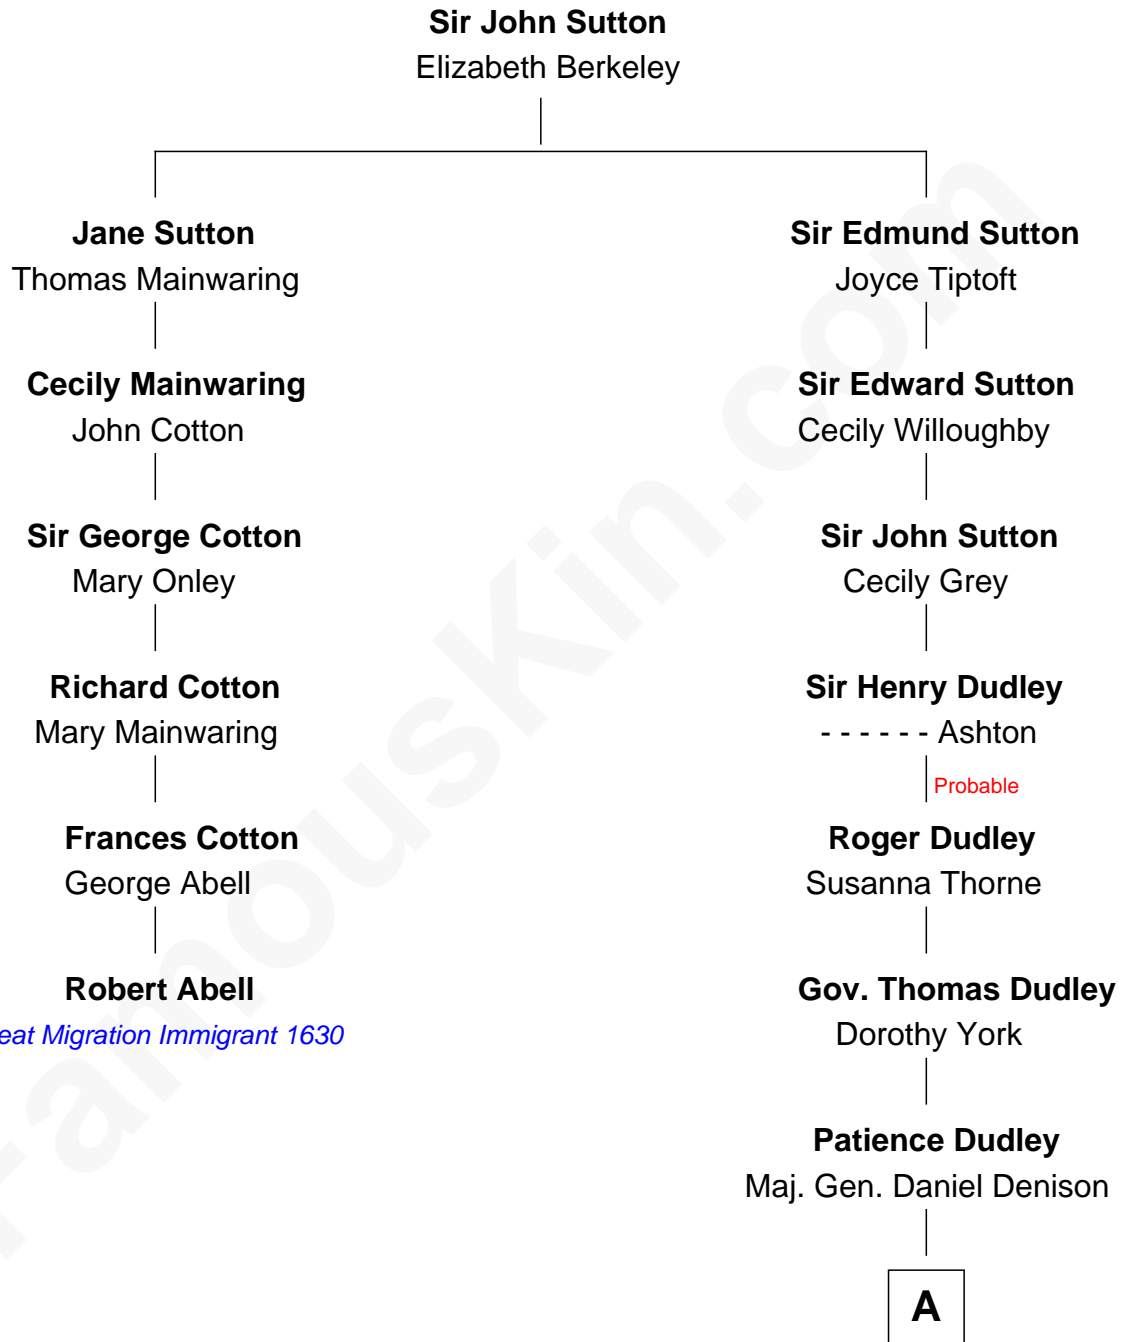 Sir John Sutton
Elizabeth Berkeley
Jane Sutton
Thomas Mainwaring
Sir Edmund Sutton
Joyce Tiptoft
Cecily Mainwaring
John Cotton
Sir Edward Sutton
Cecily Willoughby
Sir George Cotton
Mary Onley
Sir John Sutton
Cecily Grey
Richard Cotton
Mary Mainwaring
Sir Henry Dudley
- - - - - - Ashton
Probable
Frances Cotton
George Abell
Roger Dudley
Susanna Thorne
Robert Abell
eat Migration Immigrant 1630
Gov. Thomas Dudley
Dorothy York
Patience Dudley
Maj. Gen. Daniel Denison
A
FamousKin.com